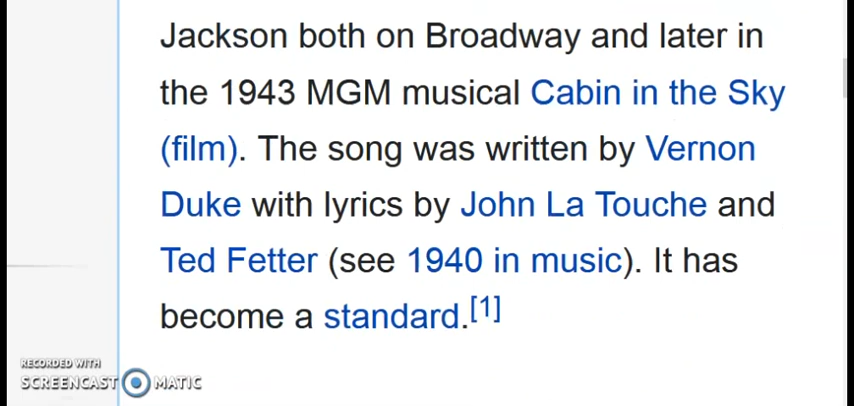 Jackson both on Broadway and later in
the 1943 MGM musical Cabin in the Sky
(film). The song was written by Vernon
Duke with lyrics by John La Touche and
Ted Fetter (see 1940 in music). It has
become a standard.[1]
RECORDED WITH
SCREENCAST MATIC